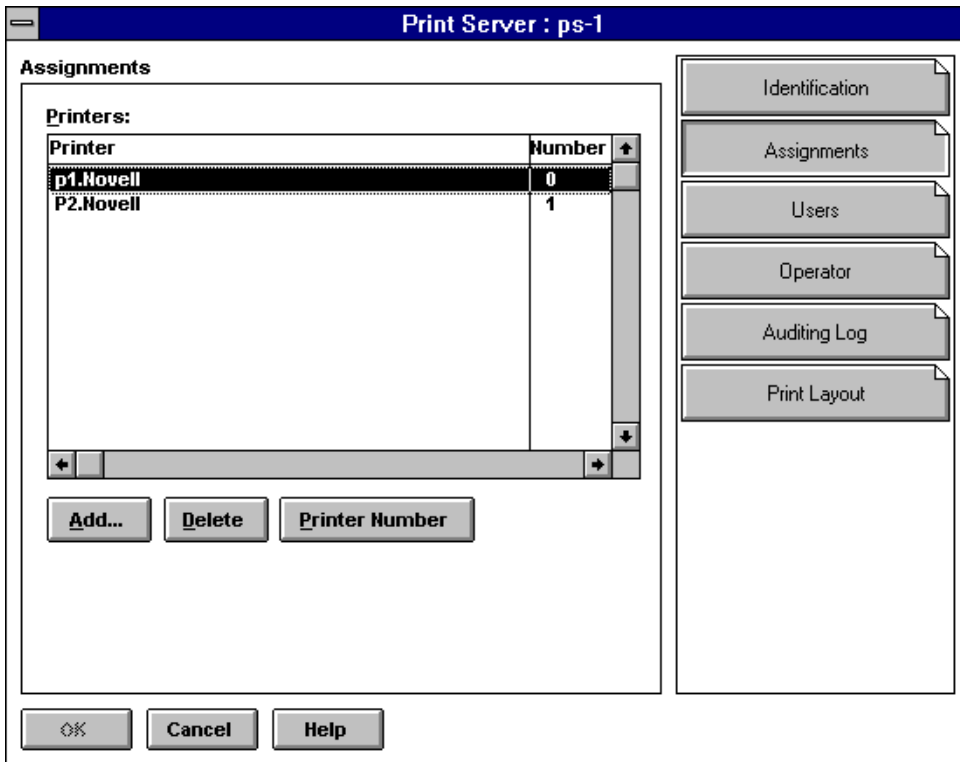 Print Server : ps-1
Assignments
Printers:
Printer Number
p1.Novell 0
P2.Novell 1
Add... Delete Printer Number
OK Cancel Help
Identification
Assignments
Users
Operator
Auditing Log
Print Layout